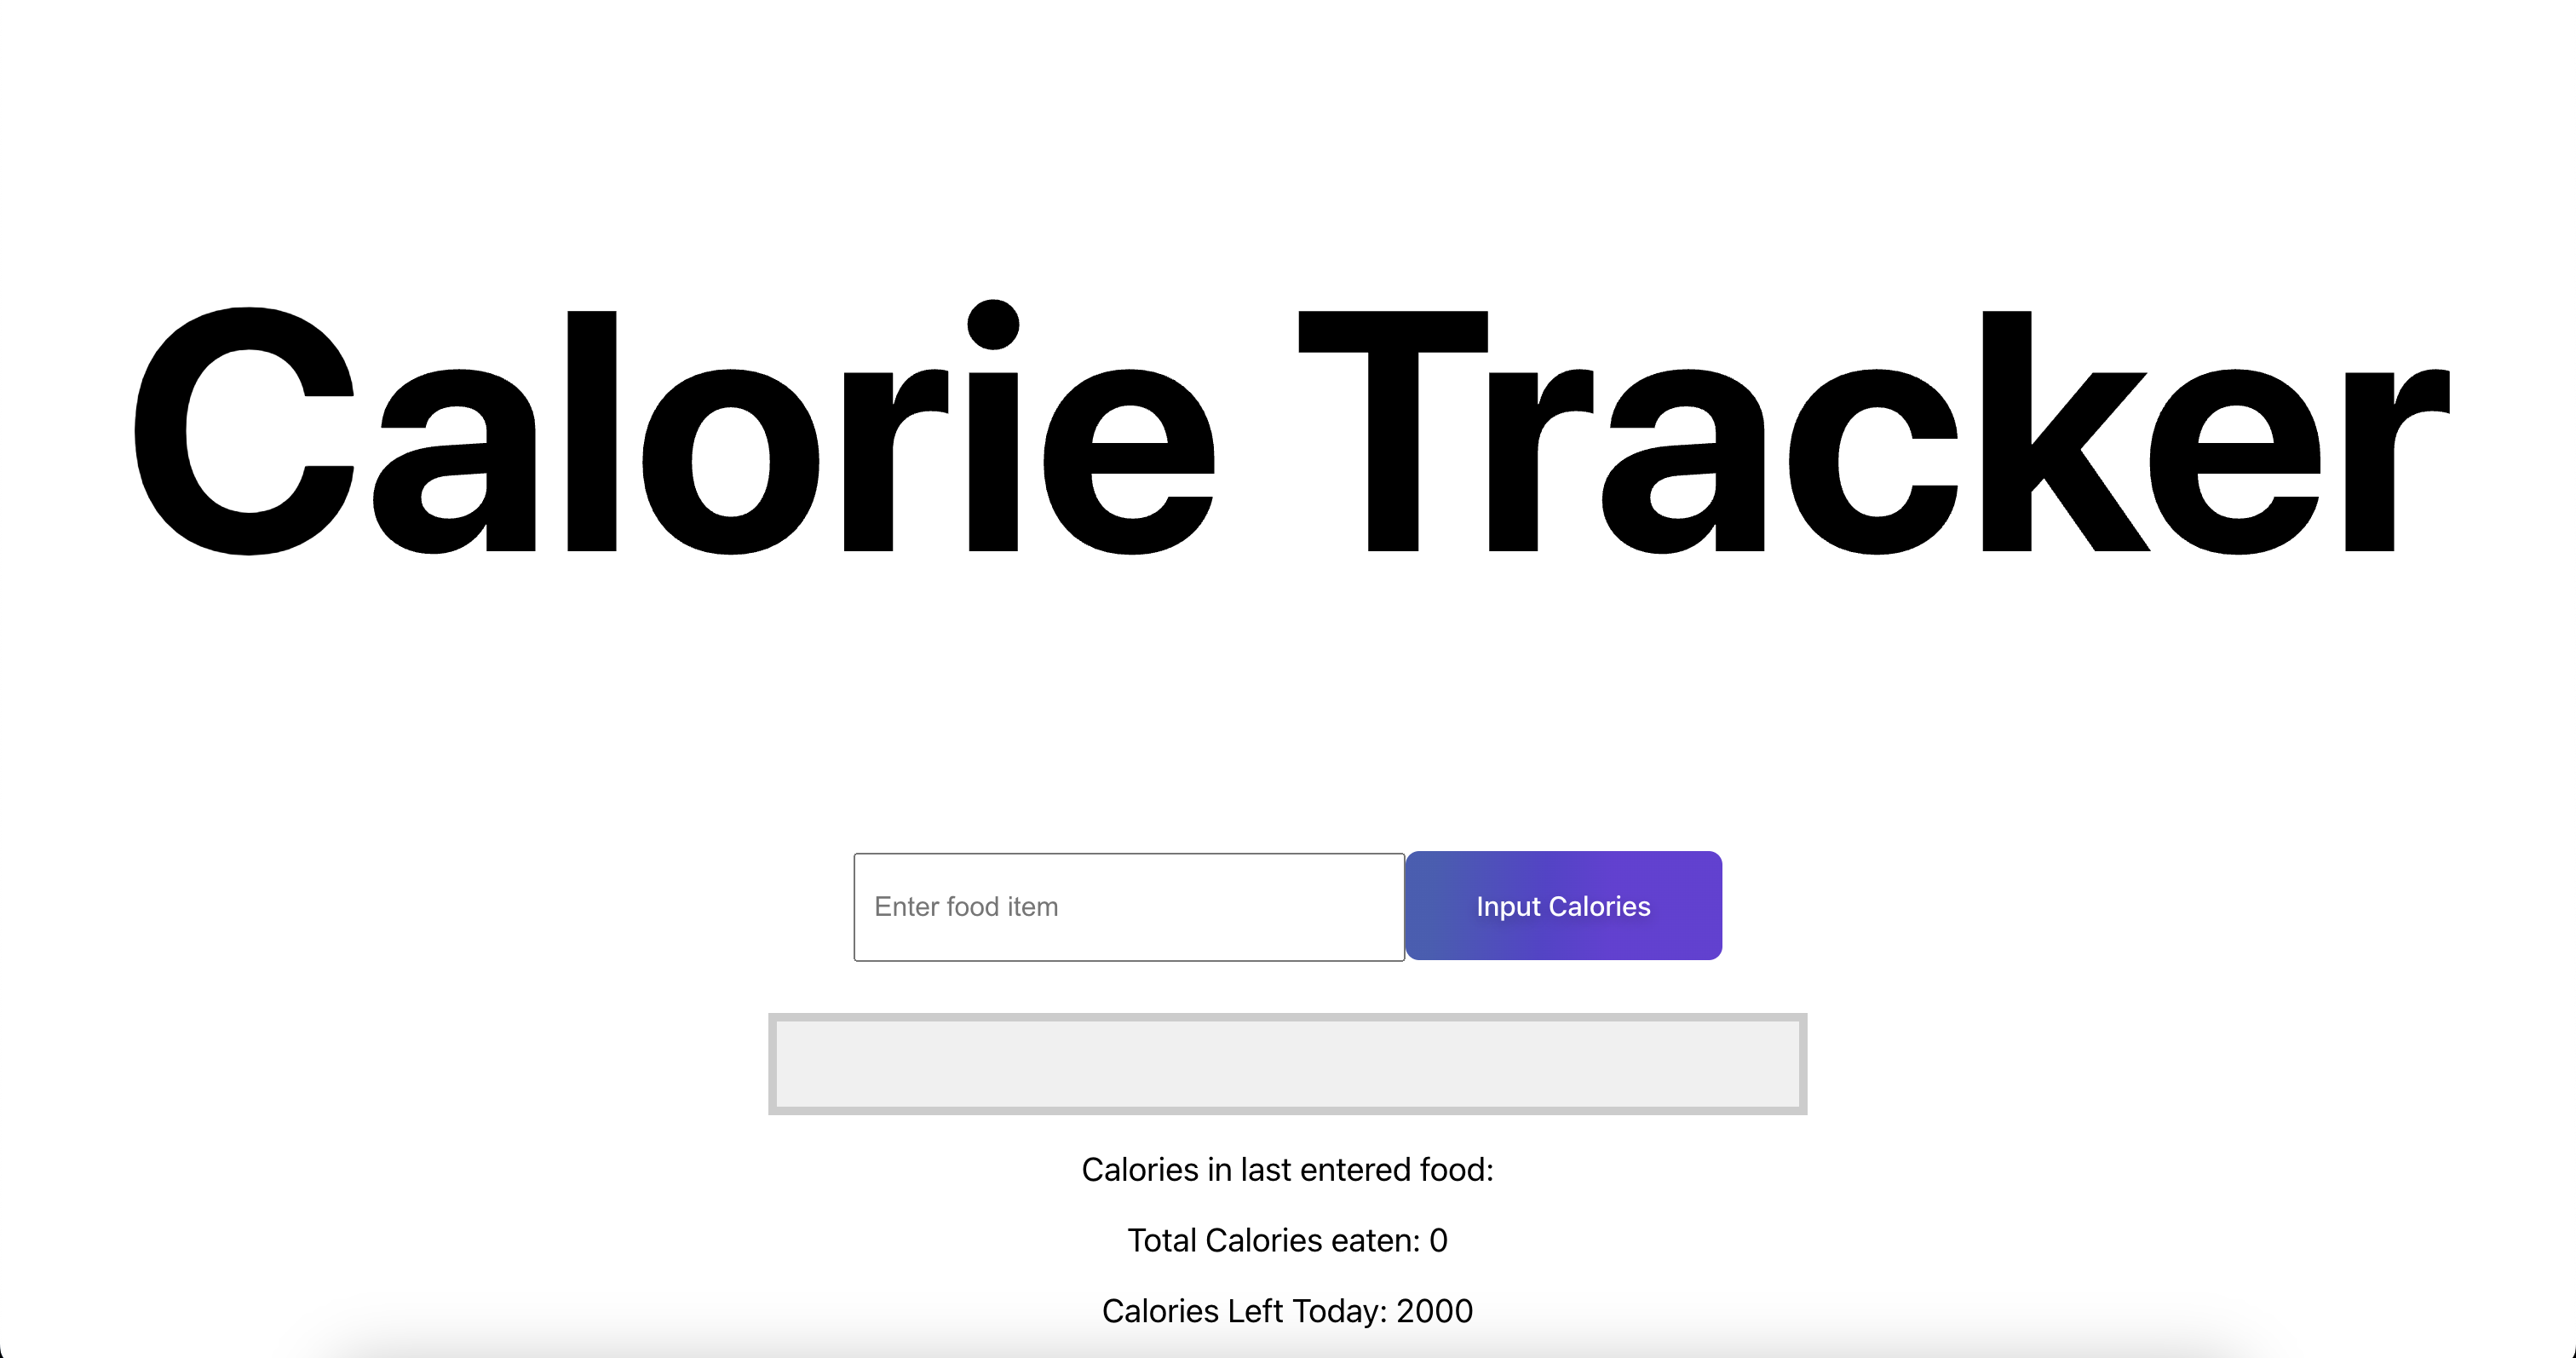 Calorie Tracker
Enter food item
Input Calories
Calories in last entered food:
Total Calories eaten: 0
Calories Left Today: 2000